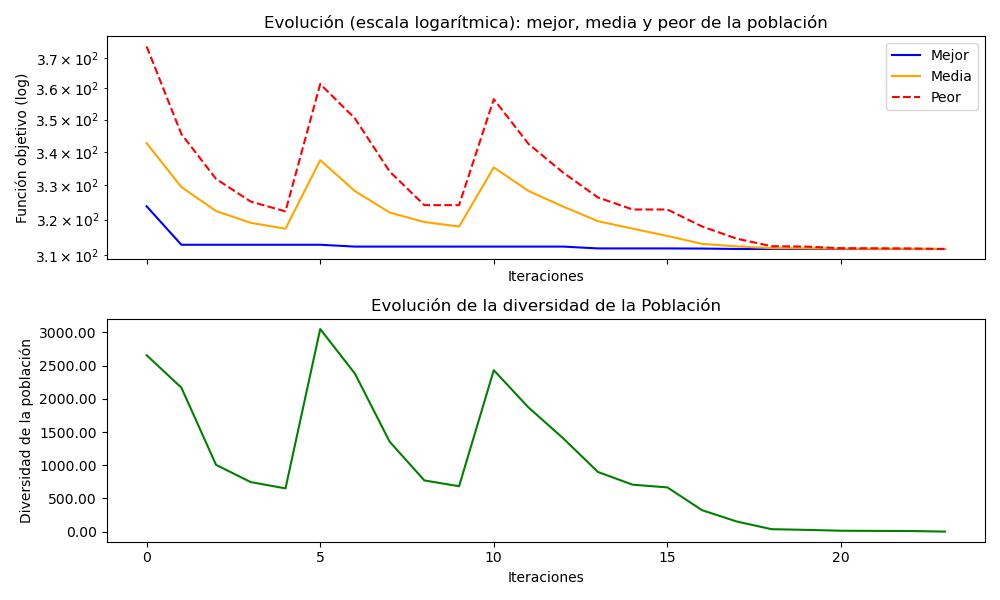 Evolución (escala logarítmica): mejor, media y peor de la población
Función objetivo (log)
3.7 × 10²
3.6 × 10²
3.5 × 10²
3.4 × 10²
3.3 × 10²
3.2 × 10²
3.1 × 10²
Mejor
Media
Peor
Iteraciones
Evolución de la diversidad de la Población
Diversidad de la población
3000.00
2500.00
2000.00
1500.00
1000.00
500.00
0.00
0 5 10 15 20
Iteraciones